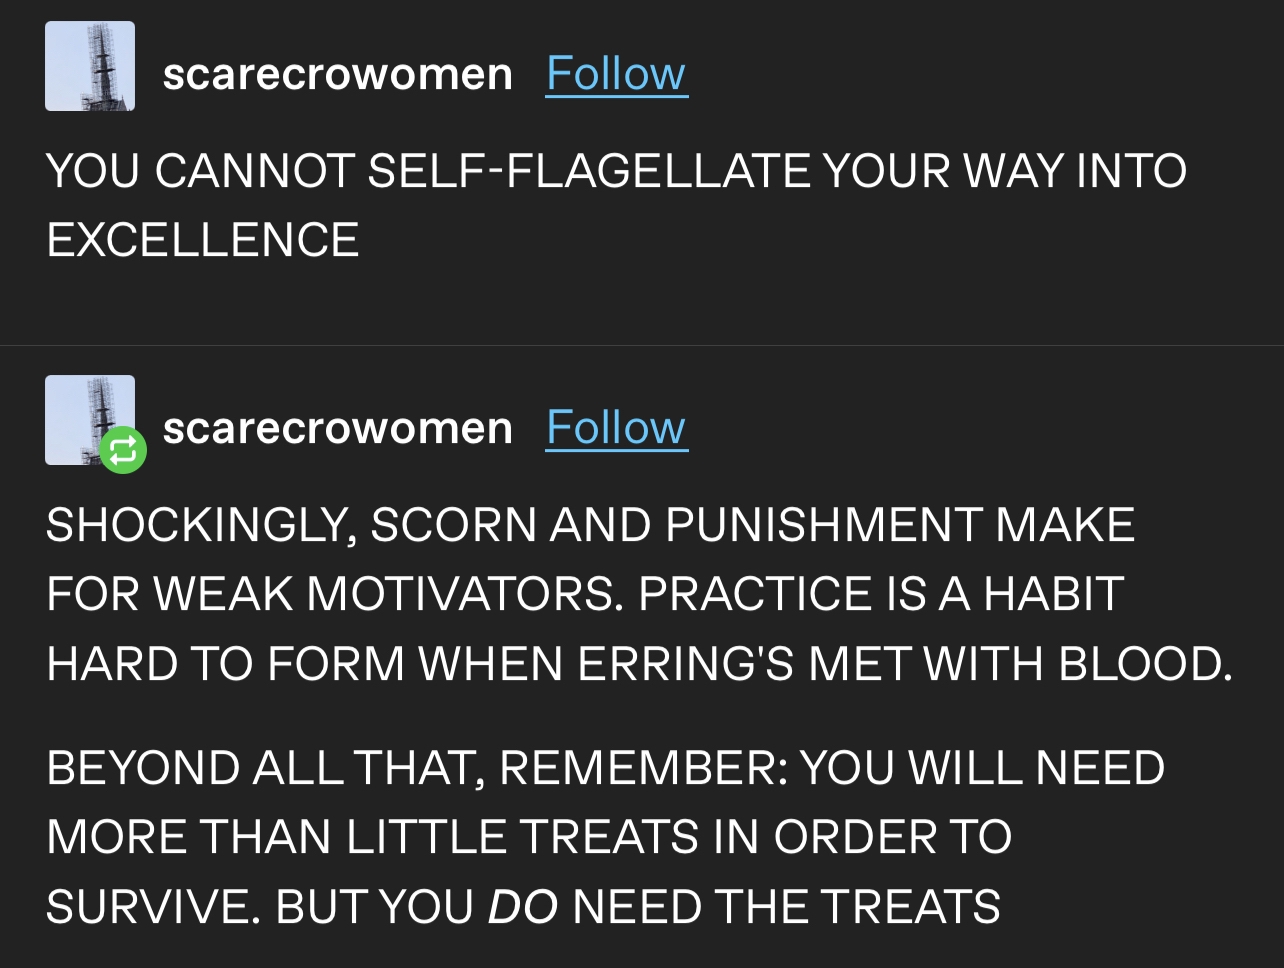 scarecrowomen Follow
YOU CANNOT SELF-FLAGELLATE YOUR WAY INTO
EXCELLENCE
scarecrowomen Follow
SHOCKINGLY, SCORN AND PUNISHMENT MAKE
FOR WEAK MOTIVATORS. PRACTICE IS A HABIT
HARD TO FORM WHEN ERRING'S MET WITH BLOOD.
BEYOND ALL THAT, REMEMBER: YOU WILL NEED
MORE THAN LITTLE TREATS IN ORDER TO
SURVIVE. BUT YOU DO NEED THE TREATS